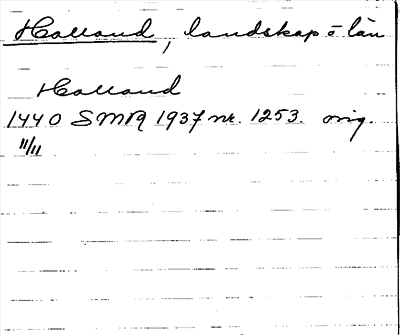 Halland, landskap o län
Halland
1440 SMR 1937 nr. 1253. orig.
11/11